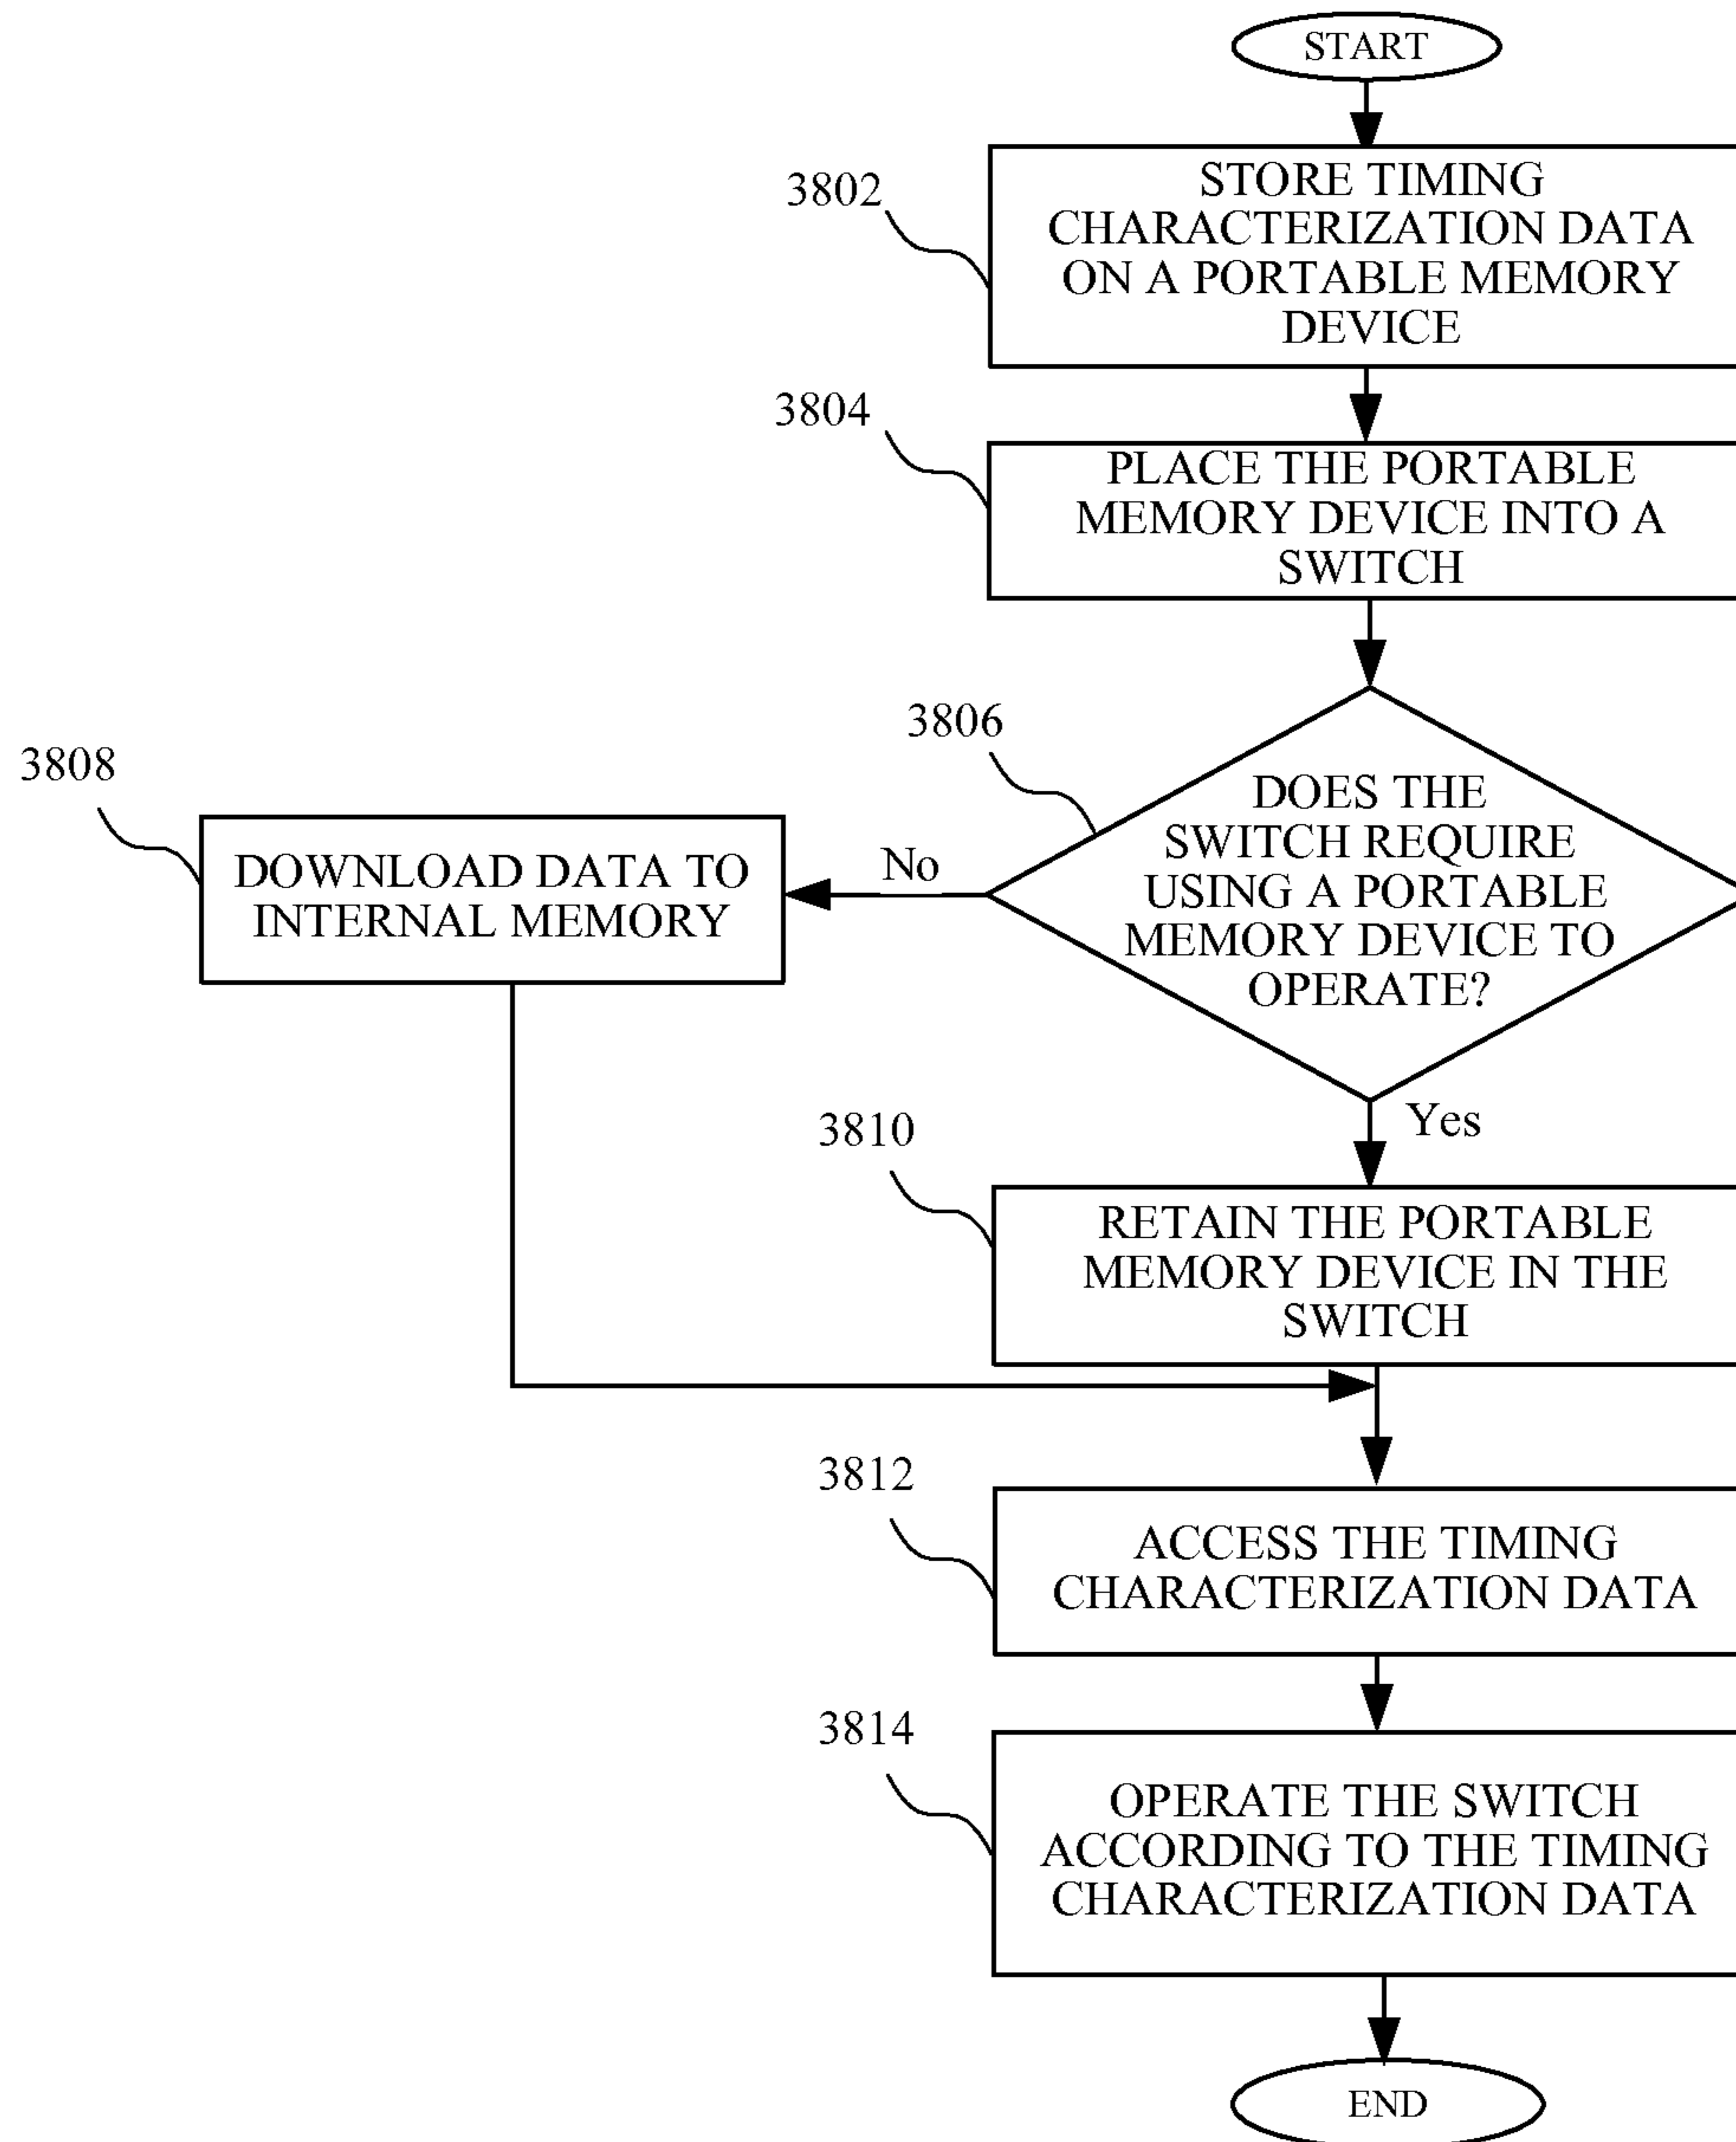 START
3802
STORE TIMING
CHARACTERIZATION DATA
ON A PORTABLE MEMORY
DEVICE
3804
PLACE THE PORTABLE
MEMORY DEVICE INTO A
SWITCH
3806
DOES THE
SWITCH REQUIRE
USING A PORTABLE
MEMORY DEVICE TO
OPERATE?
No
3808
DOWNLOAD DATA TO
INTERNAL MEMORY
Yes
3810
RETAIN THE PORTABLE
MEMORY DEVICE IN THE
SWITCH
3812
ACCESS THE TIMING
CHARACTERIZATION DATA
3814
OPERATE THE SWITCH
ACCORDING TO THE TIMING
CHARACTERIZATION DATA
END